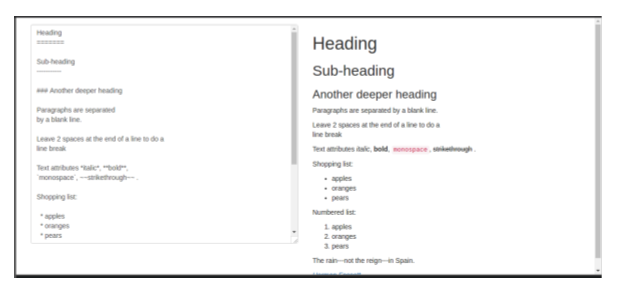 Heading
=======
Sub-heading
-----------
### Another deeper heading
Paragraphs are separated
by a blank line.
Leave 2 spaces at the end of a line to do a
line break
Text attributes *italic*, **bold**,
`monospace`, ~~strikethrough~~ .
Shopping list:
* apples
* oranges
* pears
Heading
Sub-heading
Another deeper heading
Paragraphs are separated by a blank line.
Leave 2 spaces at the end of a line to do a
line break
Text attributes italic, bold, monospace, strikethrough .
Shopping list:
• apples
• oranges
• pears
Numbered list:
1. apples
2. oranges
3. pears
The rain—not the reign—in Spain.